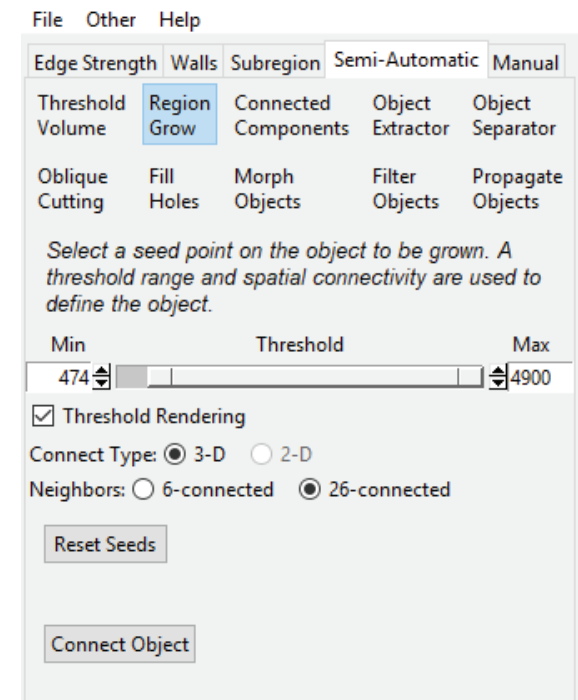 File Other Help
Edge Strength Walls Subregion Semi-Automatic Manual
Threshold Region Connected Object Object
Volume Grow Components Extractor Separator
Oblique Fill Morph Filter Propagate
Cutting Holes Objects Objects Objects
Select a seed point on the object to be grown. A
threshold range and spatial connectivity are used to
define the object.
Min Threshold Max
474 4900
Threshold Rendering
Connect Type: 3-D 2-D
Neighbors: 6-connected 26-connected
Reset Seeds
Connect Object